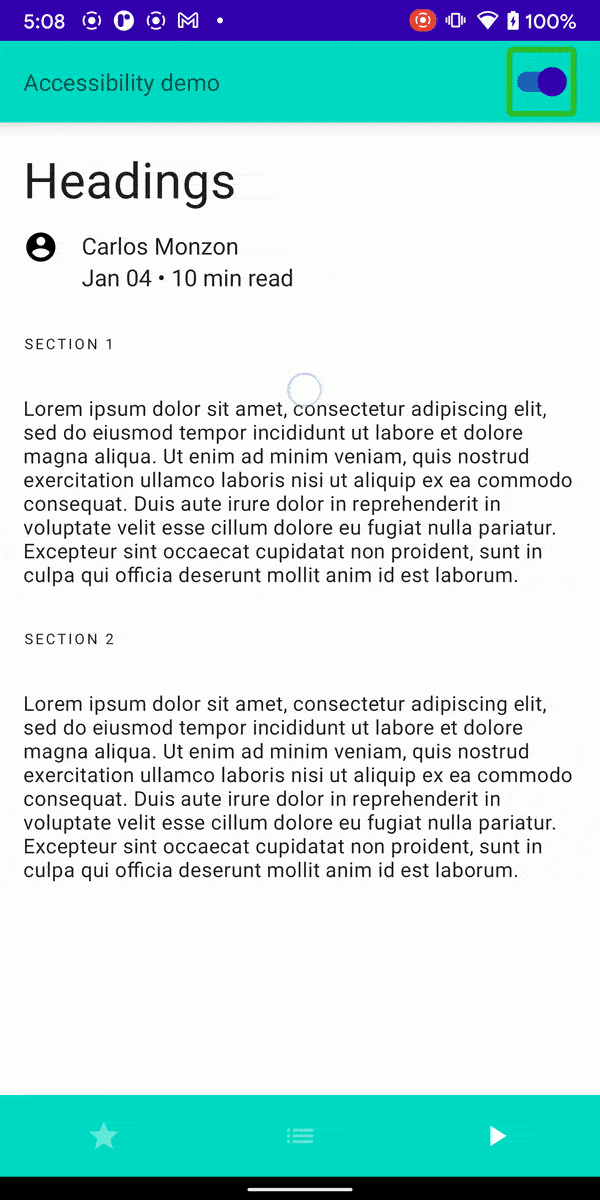 5:08 100%
Accessibility demo
Headings
Carlos Monzon
Jan 04 • 10 min read
SECTION 1
Lorem ipsum dolor sit amet, consectetur adipiscing elit,
sed do eiusmod tempor incididunt ut labore et dolore
magna aliqua. Ut enim ad minim veniam, quis nostrud
exercitation ullamco laboris nisi ut aliquip ex ea commodo
consequat. Duis aute irure dolor in reprehenderit in
voluptate velit esse cillum dolore eu fugiat nulla pariatur.
Excepteur sint occaecat cupidatat non proident, sunt in
culpa qui officia deserunt mollit anim id est laborum.
SECTION 2
Lorem ipsum dolor sit amet, consectetur adipiscing elit,
sed do eiusmod tempor incididunt ut labore et dolore
magna aliqua. Ut enim ad minim veniam, quis nostrud
exercitation ullamco laboris nisi ut aliquip ex ea commodo
consequat. Duis aute irure dolor in reprehenderit in
voluptate velit esse cillum dolore eu fugiat nulla pariatur.
Excepteur sint occaecat cupidatat non proident, sunt in
culpa qui officia deserunt mollit anim id est laborum.